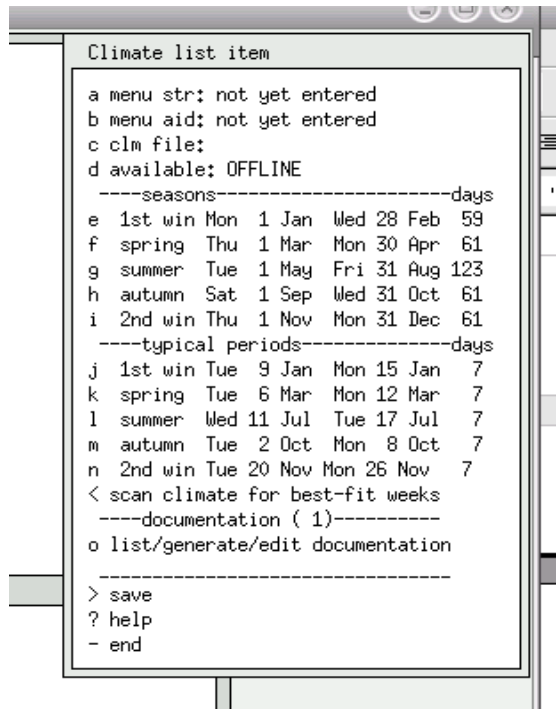 Climate list item
a menu str: not yet entered
b menu aid: not yet entered
c clm file:
d available: OFFLINE
----seasons-----------------------days
e 1st win Mon 1 Jan Wed 28 Feb 59
f spring Thu 1 Mar Mon 30 Apr 61
g summer Tue 1 May Fri 31 Aug 123
h autumn Sat 1 Sep Wed 31 Oct 61
i 2nd win Thu 1 Nov Mon 31 Dec 61
----typical periods---------------days
j 1st win Tue 9 Jan Mon 15 Jan 7
k spring Tue 6 Mar Mon 12 Mar 7
l summer Wed 11 Jul Tue 17 Jul 7
m autumn Tue 2 Oct Mon 8 Oct 7
n 2nd win Tue 20 Nov Mon 26 Nov 7
< scan climate for best-fit weeks
----documentation ( 1)----------
o list/generate/edit documentation
----------------------------------
> save
? help
- end